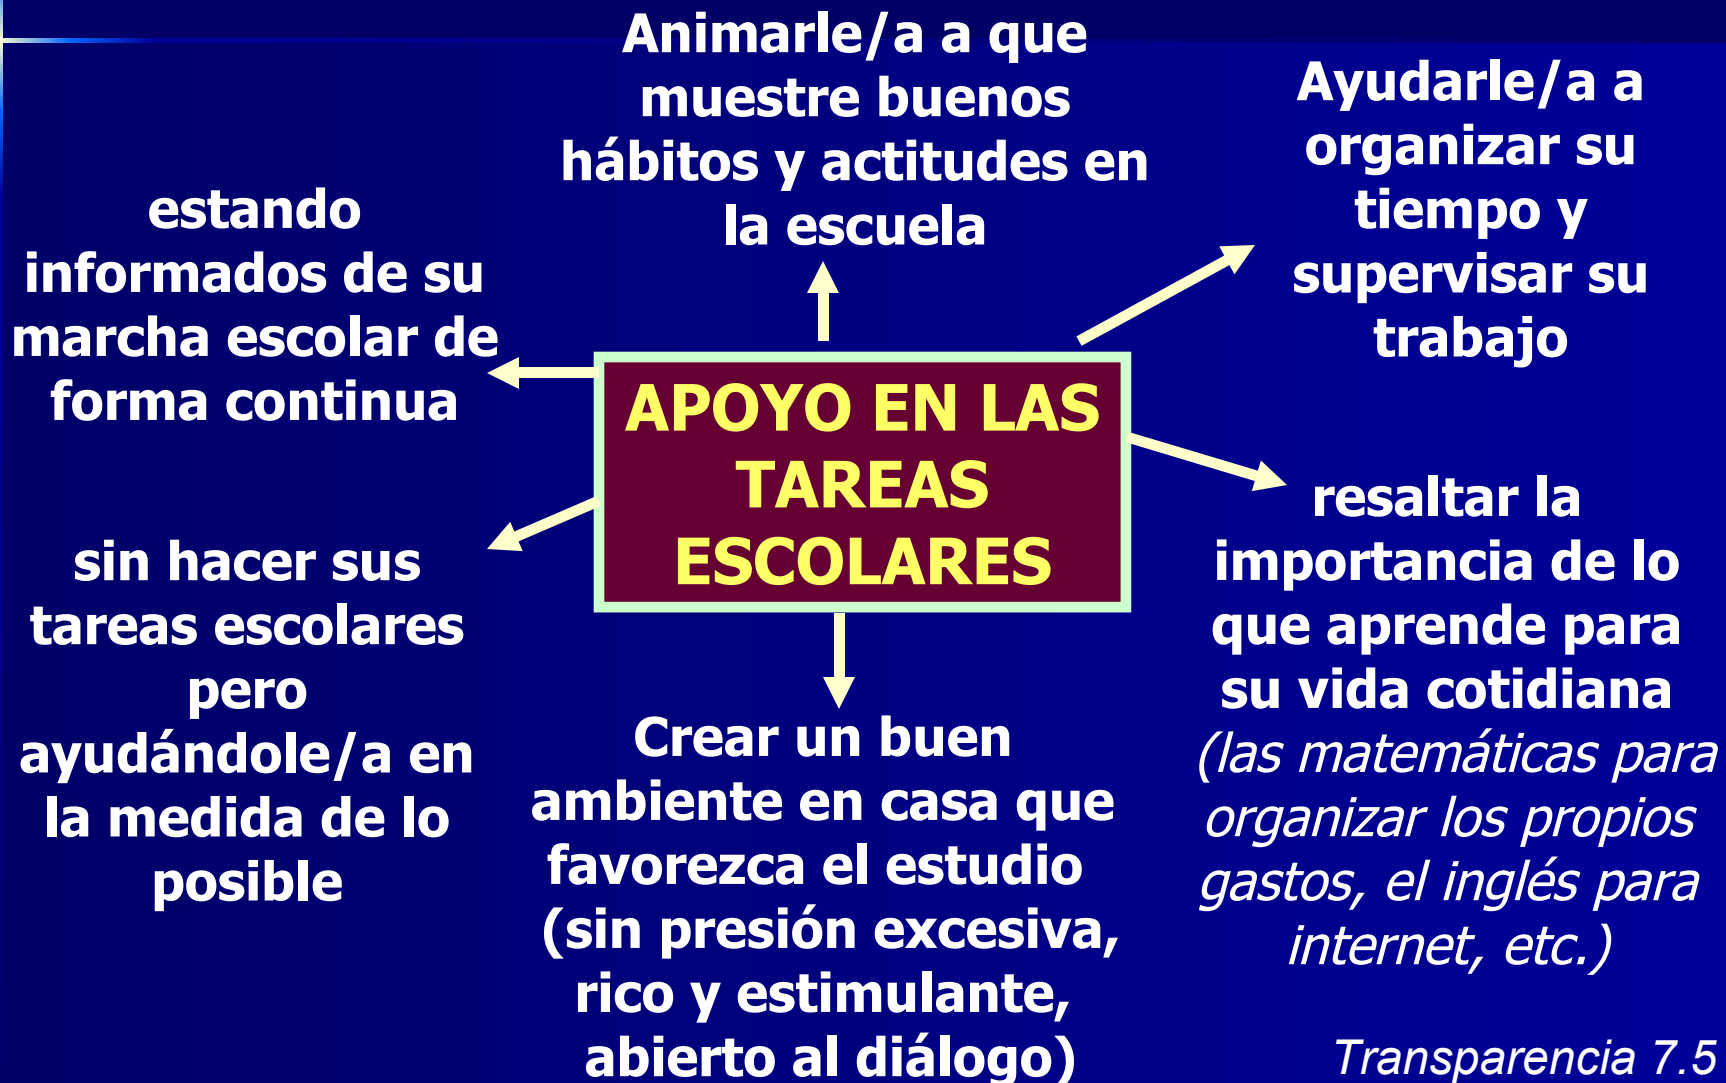 Animarle/a a que
muestre buenos
hábitos y actitudes en
la escuela
Ayudarle/a a
organizar su
tiempo y
supervisar su
trabajo
estando
informados de su
marcha escolar de
forma continua
APOYO EN LAS
TAREAS
ESCOLARES
resaltar la
importancia de lo
que aprende para
su vida cotidiana
(las matemáticas para
organizar los propios
gastos, el inglés para
internet, etc.)
sin hacer sus
tareas escolares
pero
ayudándole/a en
la medida de lo
posible
Crear un buen
ambiente en casa que
favorezca el estudio
(sin presión excesiva,
rico y estimulante,
abierto al diálogo)
Transparencia 7.5